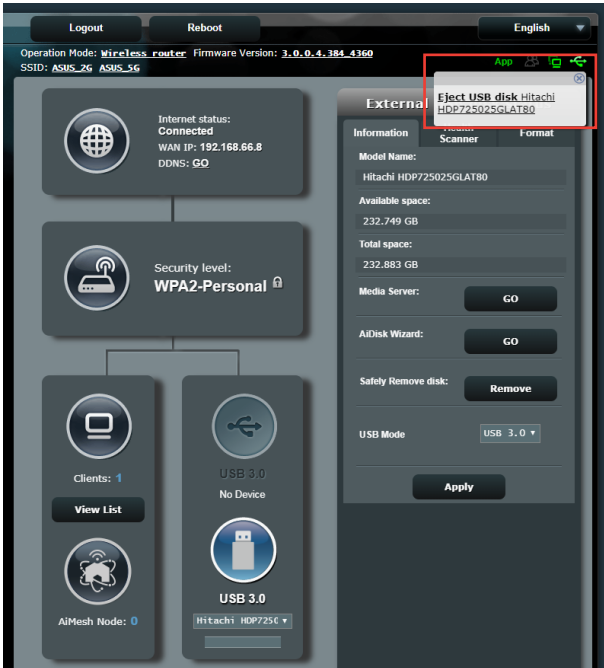 Logout
Reboot
English
Operation Mode: Wireless router Firmware Version: 3.0.0.4.384_4360
SSID: ASUS_2G ASUS_5G
App
Eject USB disk Hitachi
HDP725025GLAT80
External
Information
Scanner
Format
Internet status:
Connected
WAN IP: 192.168.66.8
DDNS: GO
Security level:
WPA2-Personal
Clients: 1
View List
AiMesh Node: 0
USB 3.0
No Device
USB 3.0
Hitachi HDP725(
Model Name:
Hitachi HDP725025GLAT80
Available space:
232.749 GB
Total space:
232.883 GB
Media Server:
GO
AiDisk Wizard:
GO
Safely Remove disk:
Remove
USB Mode
USB 3.0
Apply